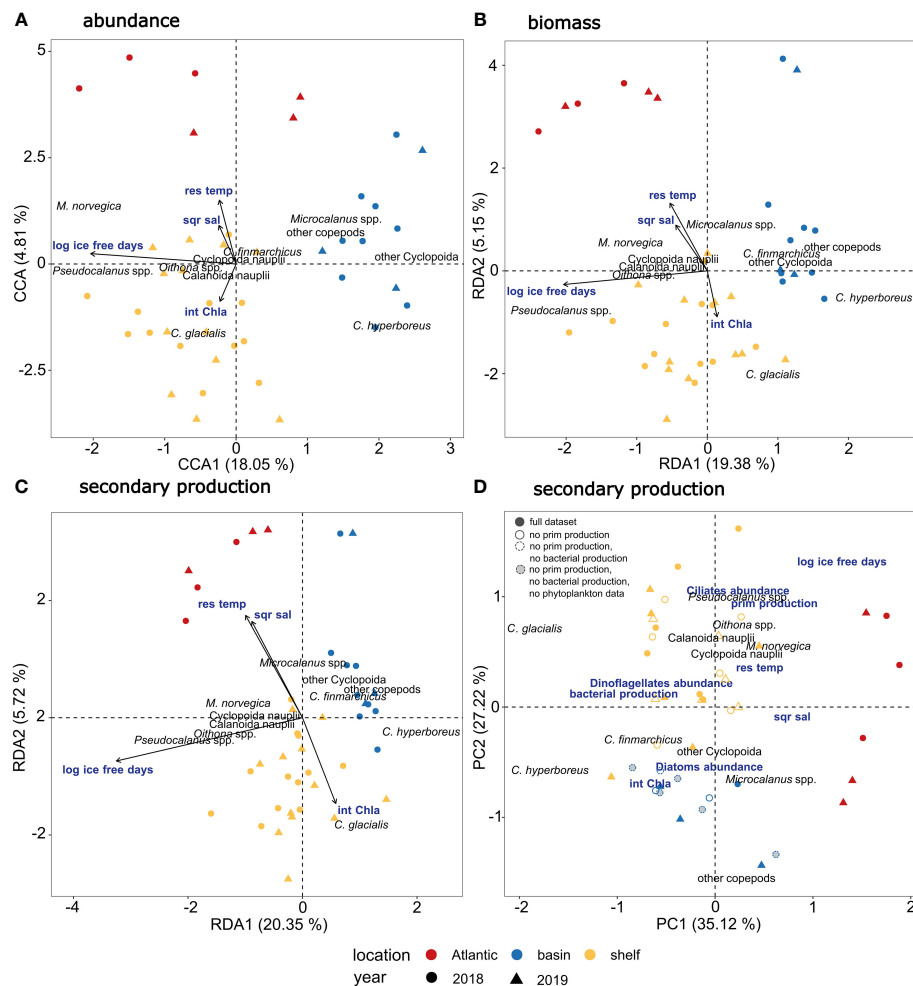 A abundance
5
2.5
0
-2.5
CCA (4.81 %)
res temp
sqr sal
M. norvegica
log ice free days
Pseudocalanus spp.
Oithona spp.
C. finmarchicus
Cyclopoida nauplii
Calanoida nauplii
Microcalanus spp.
other copepods
other Cyclopoida
int Chla
C. glacialis
C. hyperboreus
-2 -1 0 1 2 3
CCA1 (18.05 %)
B biomass
4
2
0
-2
RDA2 (5.15 %)
res temp
sqr sal
Microcalanus spp.
M. norvegica
other copepods
C. finmarchicus
Cyclopoida nauplii
other Cyclopoida
Calanoida nauplii
Oithona spp.
log ice free days
C. hyperboreus
Pseudocalanus spp.
int Chla
C. glacialis
-2 -1 0 1 2
RDA1 (19.38 %)
C secondary production
2
2
-2
RDA2 (5.72 %)
res temp
sqr sal
Microcalanus spp.
other Cyclopoida
other copepods
C. finmarchicus
M. norvegica
Cyclopoida nauplii
Calanoida nauplii
Oithona spp.
C. hyperboreus
Pseudocalanus spp.
log ice free days
int Chla
C. glacialis
-4 -2 0 2
RDA1 (20.35 %)
D secondary production
full dataset
no prim production
no prim production,
no bacterial production
no prim production,
no bacterial production,
no phytoplankton data
1
0
-1
PC2 (27.22 %)
log ice free days
Ciliates abundance
Pseudocalanus spp.
prim production
C. glacialis
Oithona spp.
Calanoida nauplii
M. norvegica
Cyclopoida nauplii
res temp
Dinoflagellates abundance
bacterial production
sqr sal
C. finmarchicus
other Cyclopoida
C. hyperboreus
Diatoms abundance
int Chla
Microcalanus spp.
other copepods
-2 -1 0 1 2
PC1 (35.12 %)
location Atlantic basin shelf
year 2018 2019